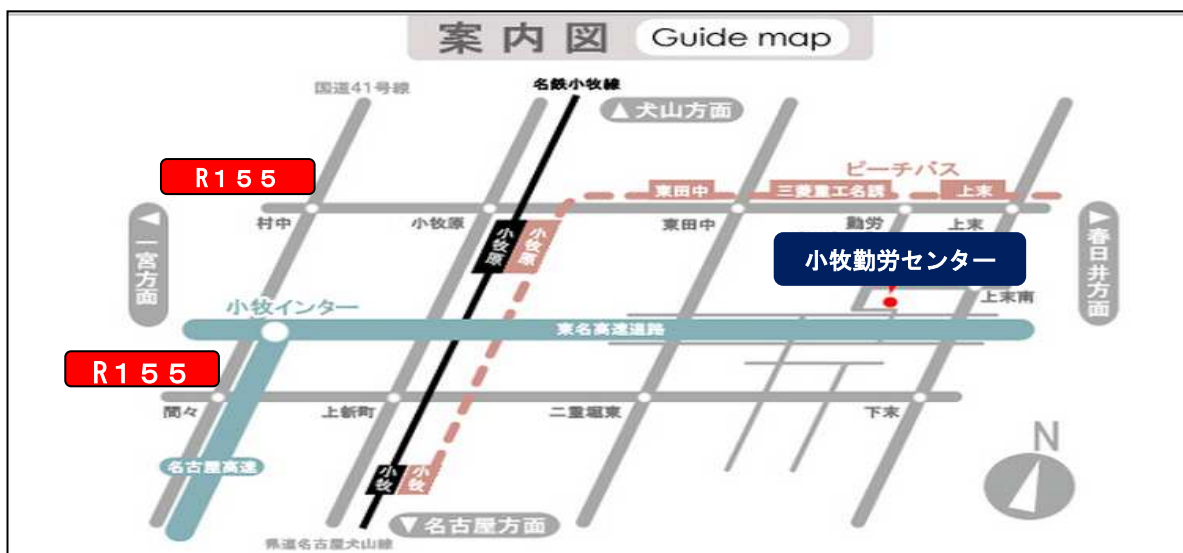 案内図 Guide map
国道41号線
名鉄小牧線
▲犬山方面
R155
ピーチバス
東田中
三菱重工名誘
上末
◀一宮方面
村中
小牧原
東田中
勤労
上末
▶春日井方面
小牧原
小牧原
小牧勤労センター
小牧インター
上末南
東名高速道路
R155
間々
上新町
二重堀東
下末
名古屋高速
小牧
小牧
▼名古屋方面
県道名古屋犬山線
N